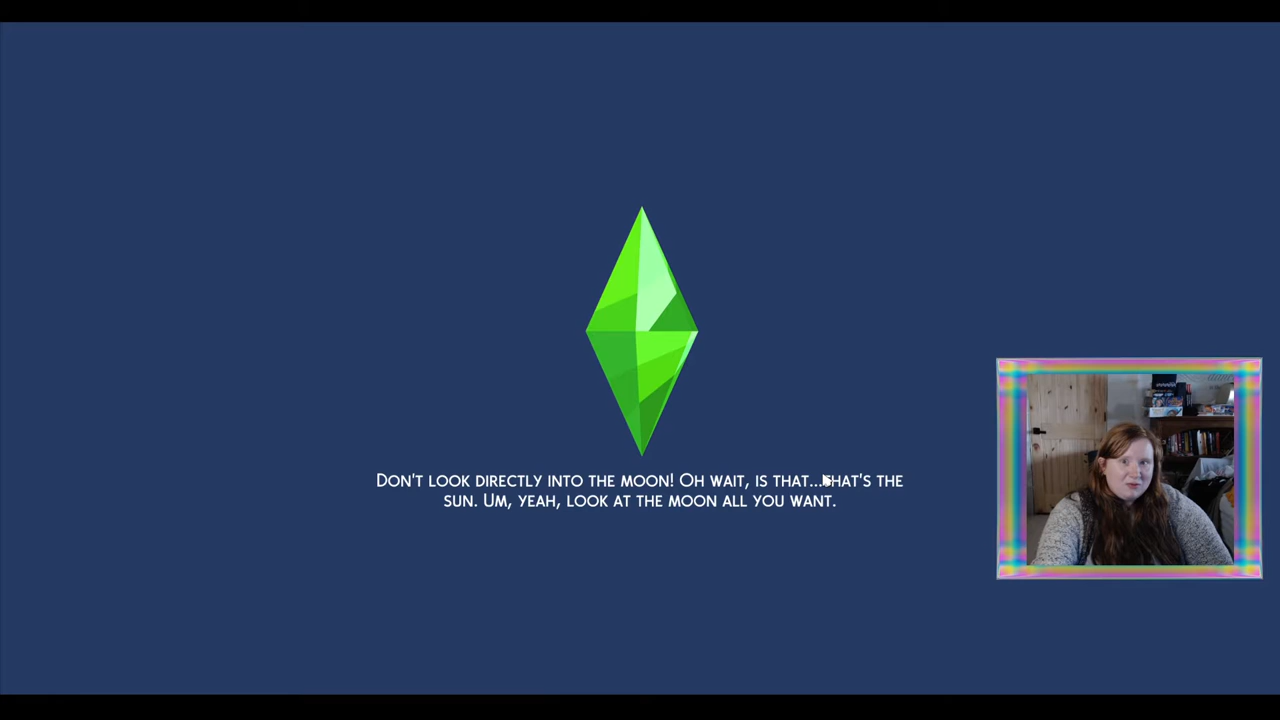 Don't look directly into the moon! Oh wait, is that...that's the
sun. Um, yeah, look at the moon all you want.